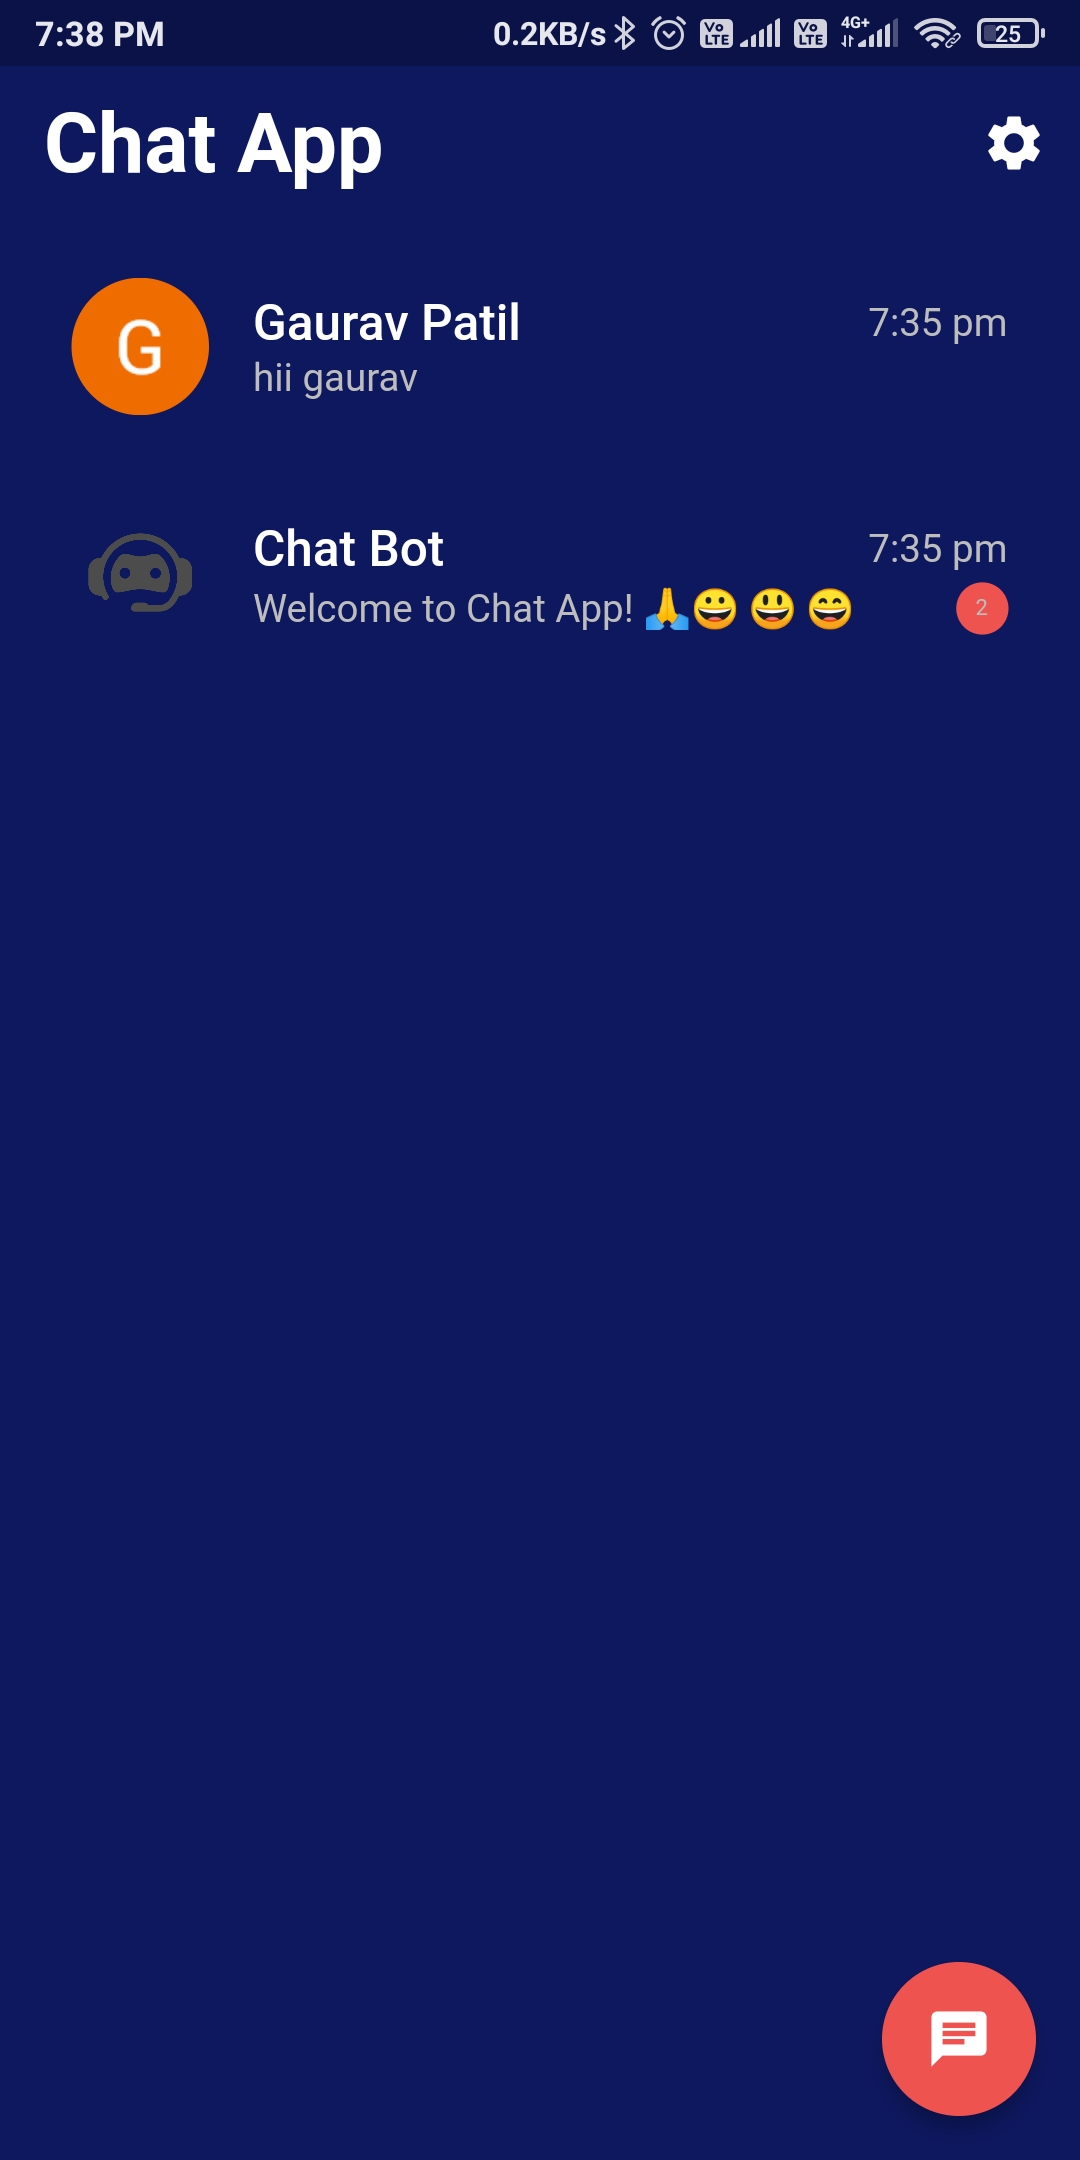 7:38 PM 0.2KB/s Vo LTE Vo LTE 4G+ 25
Chat App
G
Gaurav Patil 7:35 pm
hii gaurav
Chat Bot 7:35 pm
Welcome to Chat App! 🙏😀 😃 😄 2